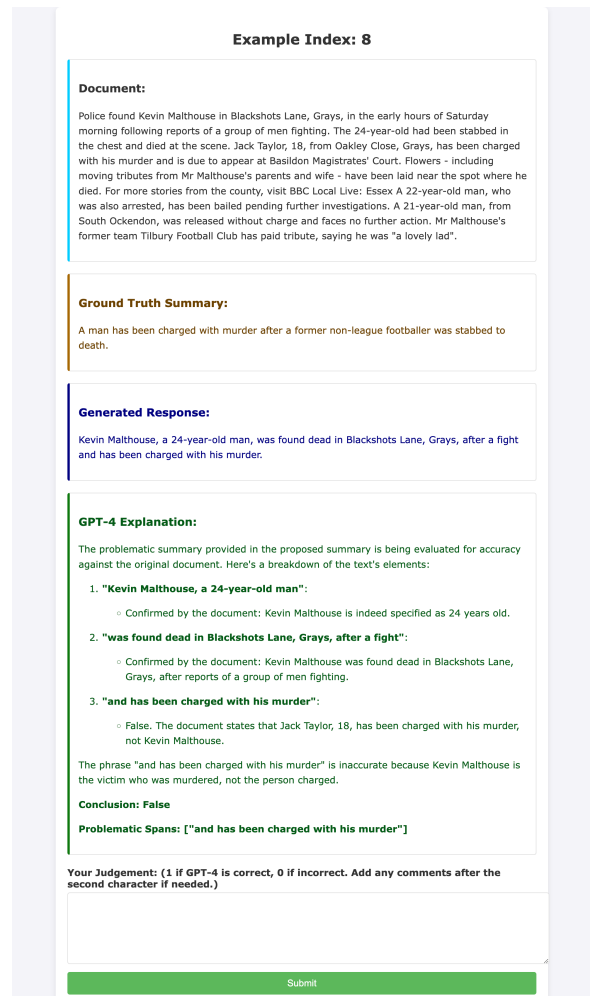 Example Index: 8
Document:
Police found Kevin Malthouse in Blackshots Lane, Grays, in the early hours of Saturday
morning following reports of a group of men fighting. The 24-year-old had been stabbed in
the chest and died at the scene. Jack Taylor, 18, from Oakley Close, Grays, has been charged
with his murder and is due to appear at Basildon Magistrates' Court. Flowers - including
moving tributes from Mr Malthouse's parents and wife - have been laid near the spot where he
died. For more stories from the county, visit BBC Local Live: Essex A 22-year-old man, who
was also arrested, has been bailed pending further investigations. A 21-year-old man, from
South Ockendon, was released without charge and faces no further action. Mr Malthouse's
former team Tilbury Football Club has paid tribute, saying he was "a lovely lad".
Ground Truth Summary:
A man has been charged with murder after a former non-league footballer was stabbed to
death.
Generated Response:
Kevin Malthouse, a 24-year-old man, was found dead in Blackshots Lane, Grays, after a fight
and has been charged with his murder.
GPT-4 Explanation:
The problematic summary provided in the proposed summary is being evaluated for accuracy
against the original document. Here's a breakdown of the text's elements:
1. "Kevin Malthouse, a 24-year-old man":
◦ Confirmed by the document: Kevin Malthouse is indeed specified as 24 years old.
2. "was found dead in Blackshots Lane, Grays, after a fight":
◦ Confirmed by the document: Kevin Malthouse was found dead in Blackshots Lane,
Grays, after reports of a group of men fighting.
3. "and has been charged with his murder":
◦ False. The document states that Jack Taylor, 18, has been charged with his murder,
not Kevin Malthouse.
The phrase "and has been charged with his murder" is inaccurate because Kevin Malthouse is
the victim who was murdered, not the person charged.
Conclusion: False
Problematic Spans: ["and has been charged with his murder"]
Your Judgement: (1 if GPT-4 is correct, 0 if incorrect. Add any comments after the
second character if needed.)
Submit